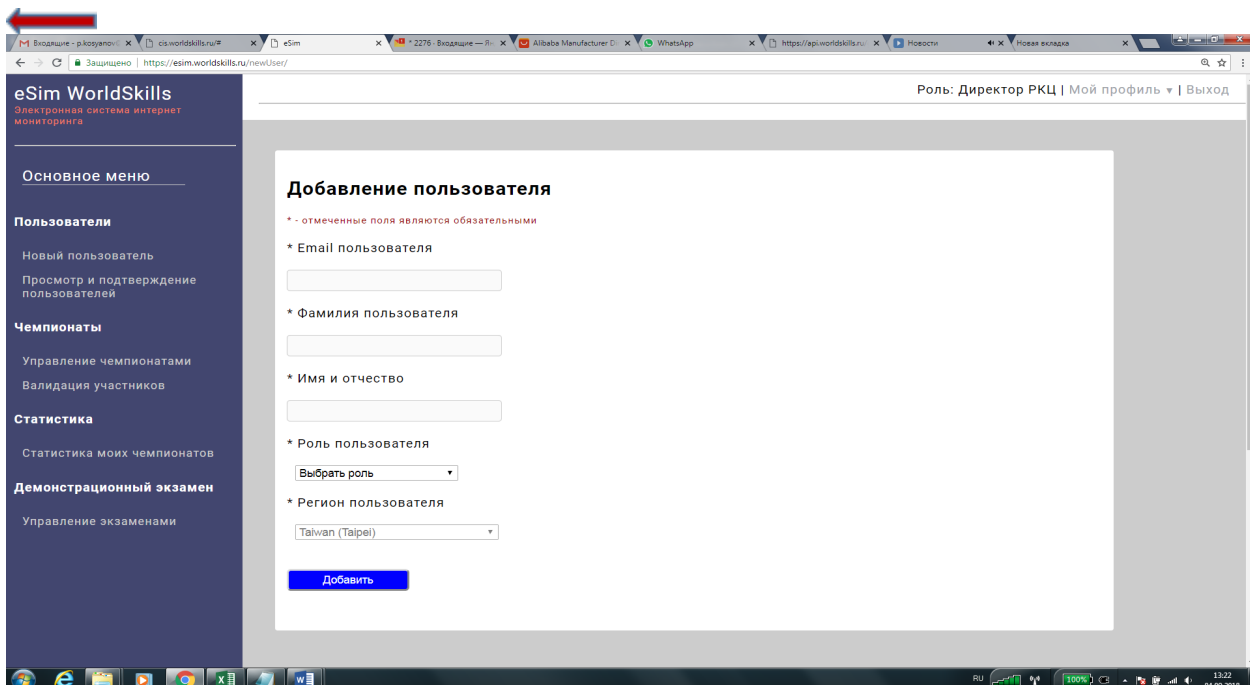 Входящие - p.kosyanov
cis.worldskills.ru/#
eSim
* 2276 · Входящие — Ян
Alibaba Manufacturer Di
WhatsApp
https://api.worldskills.ru
Новости
Новая вкладка
Защищено
https://esim.worldskills.ru/newUser/
eSim WorldSkills
Электронная система интернет
мониторинга
Роль: Директор РКЦ | Мой профиль ▾ | Выход
Основное меню
Пользователи
Новый пользователь
Просмотр и подтверждение
пользователей
Чемпионаты
Управление чемпионатами
Валидация участников
Статистика
Статистика моих чемпионатов
Демонстрационный экзамен
Управление экзаменами
Добавление пользователя
* - отмеченные поля являются обязательными
* Email пользователя
* Фамилия пользователя
* Имя и отчество
* Роль пользователя
Выбрать роль
* Регион пользователя
Taiwan (Taipei)
Добавить
RU
100%
13:22